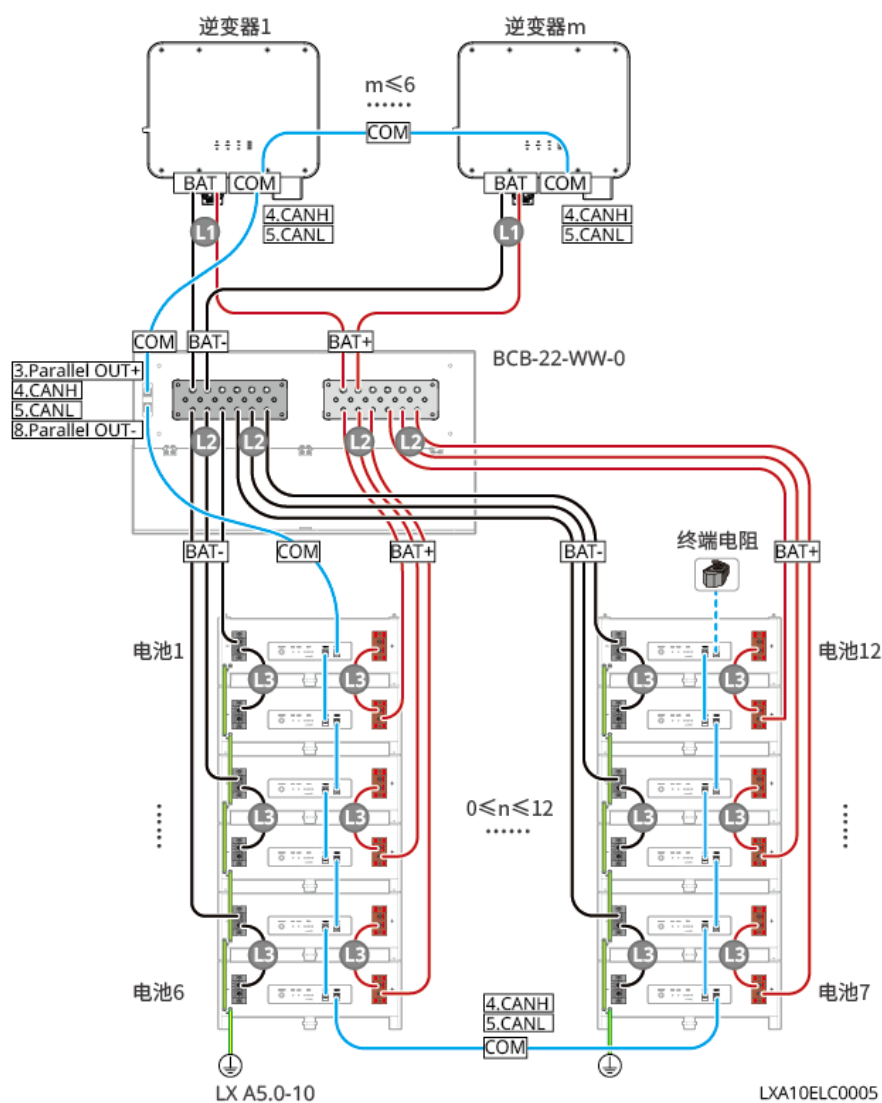 逆变器1
逆变器m
m≤6
······
COM
BAT
COM
BAT
COM
4.CANH
5.CANL
4.CANH
5.CANL
L1
L1
COM
BAT-
BAT+
BCB-22-WW-0
3.Parallel OUT+
4.CANH
5.CANL
8.Parallel OUT-
L2
L2
L2
L2
BAT-
COM
BAT+
BAT-
终端电阻
BAT+
电池1
电池12
L3
L3
L3
L3
0≤n≤12
······
L3
L3
L3
L3
L3
L3
L3
L3
电池6
电池7
4.CANH
5.CANL
COM
LX A5.0-10
LXA10ELC0005